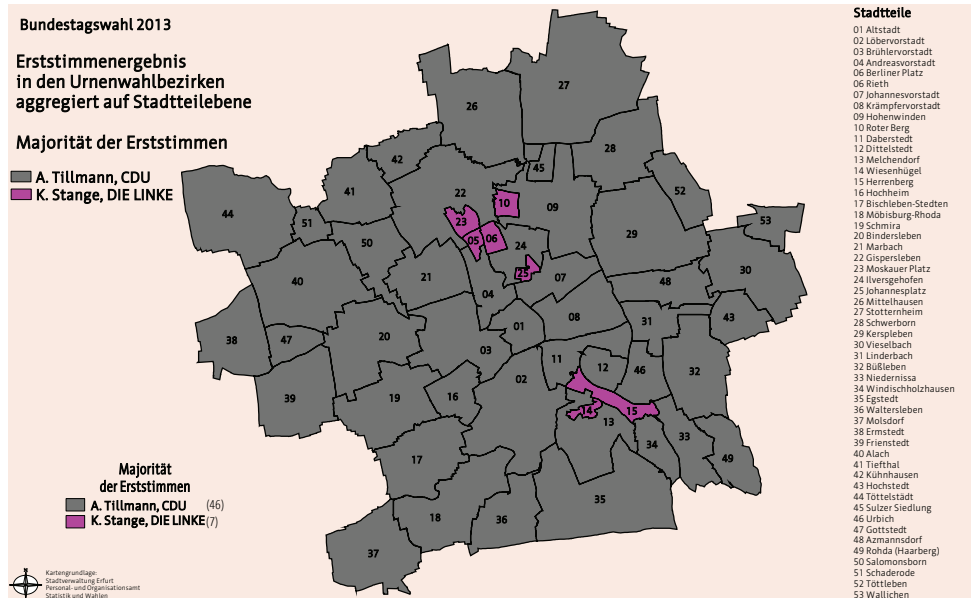 Bundestagswahl 2013
Erststimmenergebnis
in den Urnenwahlbezirken
aggregiert auf Stadtteilebene
Majorität der Erststimmen
A. Tillmann, CDU
K. Stange, DIE LINKE
27
26
28
45
42
52
41
22
10
09
44
51
23
53
50
05
06
24
29
21
25
07
30
40
48
04
43
01
08
31
38
47
20
03
11
12
46
32
02
39
19
16
14
15
13
33
34
49
17
35
18
36
37
Majorität
der Erststimmen
A. Tillmann, CDU (46)
K. Stange, DIE LINKE (7)
Kartengrundlage:
Stadtverwaltung Erfurt
Personal- und Organisationsamt
Statistik und Wahlen
Stadtteile
01 Altstadt
02 Löbervorstadt
03 Brühlervorstadt
04 Andreasvorstadt
06 Berliner Platz
06 Rieth
07 Johannesvorstadt
08 Krämpfervorstadt
09 Hohenwinden
10 Roter Berg
11 Daberstedt
12 Dittelstedt
13 Melchendorf
14 Wiesenhügel
15 Herrenberg
16 Hochheim
17 Bischleben-Stedten
18 Möbisburg-Rhoda
19 Schmira
20 Bindersleben
21 Marbach
22 Gispersleben
23 Moskauer Platz
24 Ilversgehofen
25 Johannesplatz
26 Mittelhausen
27 Stotternheim
28 Schwerborn
29 Kerspleben
30 Vieselbach
31 Linderbach
32 Büßleben
33 Niedernissa
34 Windischholzhausen
35 Egstedt
36 Waltersleben
37 Molsdorf
38 Ermstedt
39 Frienstedt
40 Alach
41 Tiefthal
42 Kühnhausen
43 Hochstedt
44 Töttelstädt
45 Sulzer Siedlung
46 Urbich
47 Gottstedt
48 Azmannsdorf
49 Rohda (Haarberg)
50 Salomonsborn
51 Schaderode
52 Töttleben
53 Wallichen